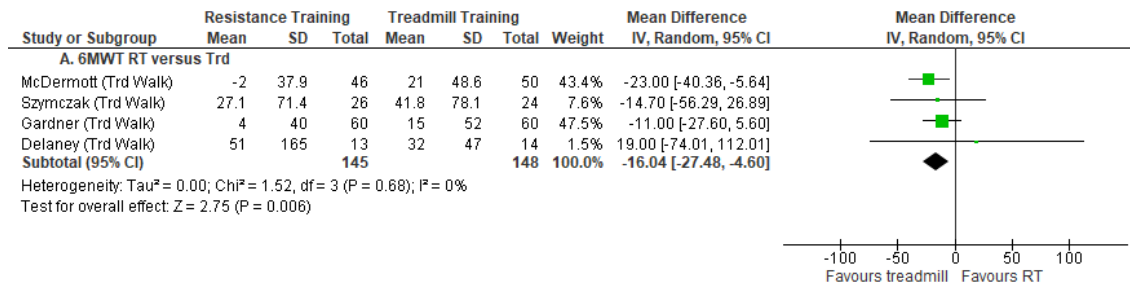 Resistance Training Treadmill Training Mean Difference Mean Difference
Study or Subgroup Mean SD Total Mean SD Total Weight IV, Random, 95% CI IV, Random, 95% CI
A. 6MWT RT versus Trd
McDermott (Trd Walk) -2 37.9 46 21 48.6 50 43.4% -23.00 [-40.36, -5.64]
Szymczak (Trd Walk) 27.1 71.4 26 41.8 78.1 24 7.6% -14.70 [-56.29, 26.89]
Gardner (Trd Walk) 4 40 60 15 52 60 47.5% -11.00 [-27.60, 5.60]
Delaney (Trd Walk) 51 165 13 32 47 14 1.5% 19.00 [-74.01, 112.01]
Subtotal (95% CI) 145 148 100.0% -16.04 [-27.48, -4.60]
Heterogeneity: Tau² = 0.00; Chi² = 1.52, df = 3 (P = 0.68); I² = 0%
Test for overall effect: Z = 2.75 (P = 0.006)
-100 -50 0 50 100
Favours treadmill Favours RT